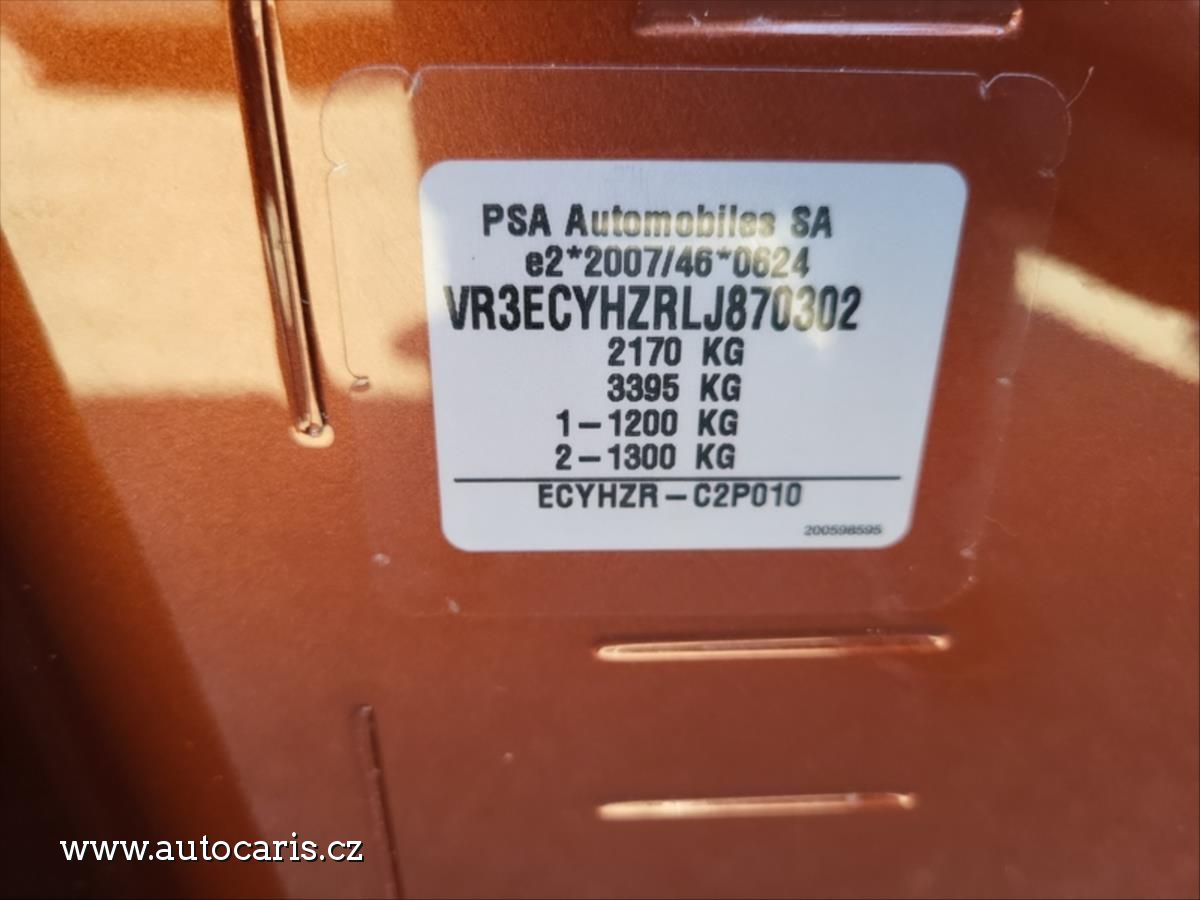 PSA Automobiles SA
e2*2007/46*0624
VR3ECYHZRLJ870302
2170 KG
3395 KG
1-1200 KG
2-1300 KG
ECYHZR-C2P010
200598595
www.autocaris.cz